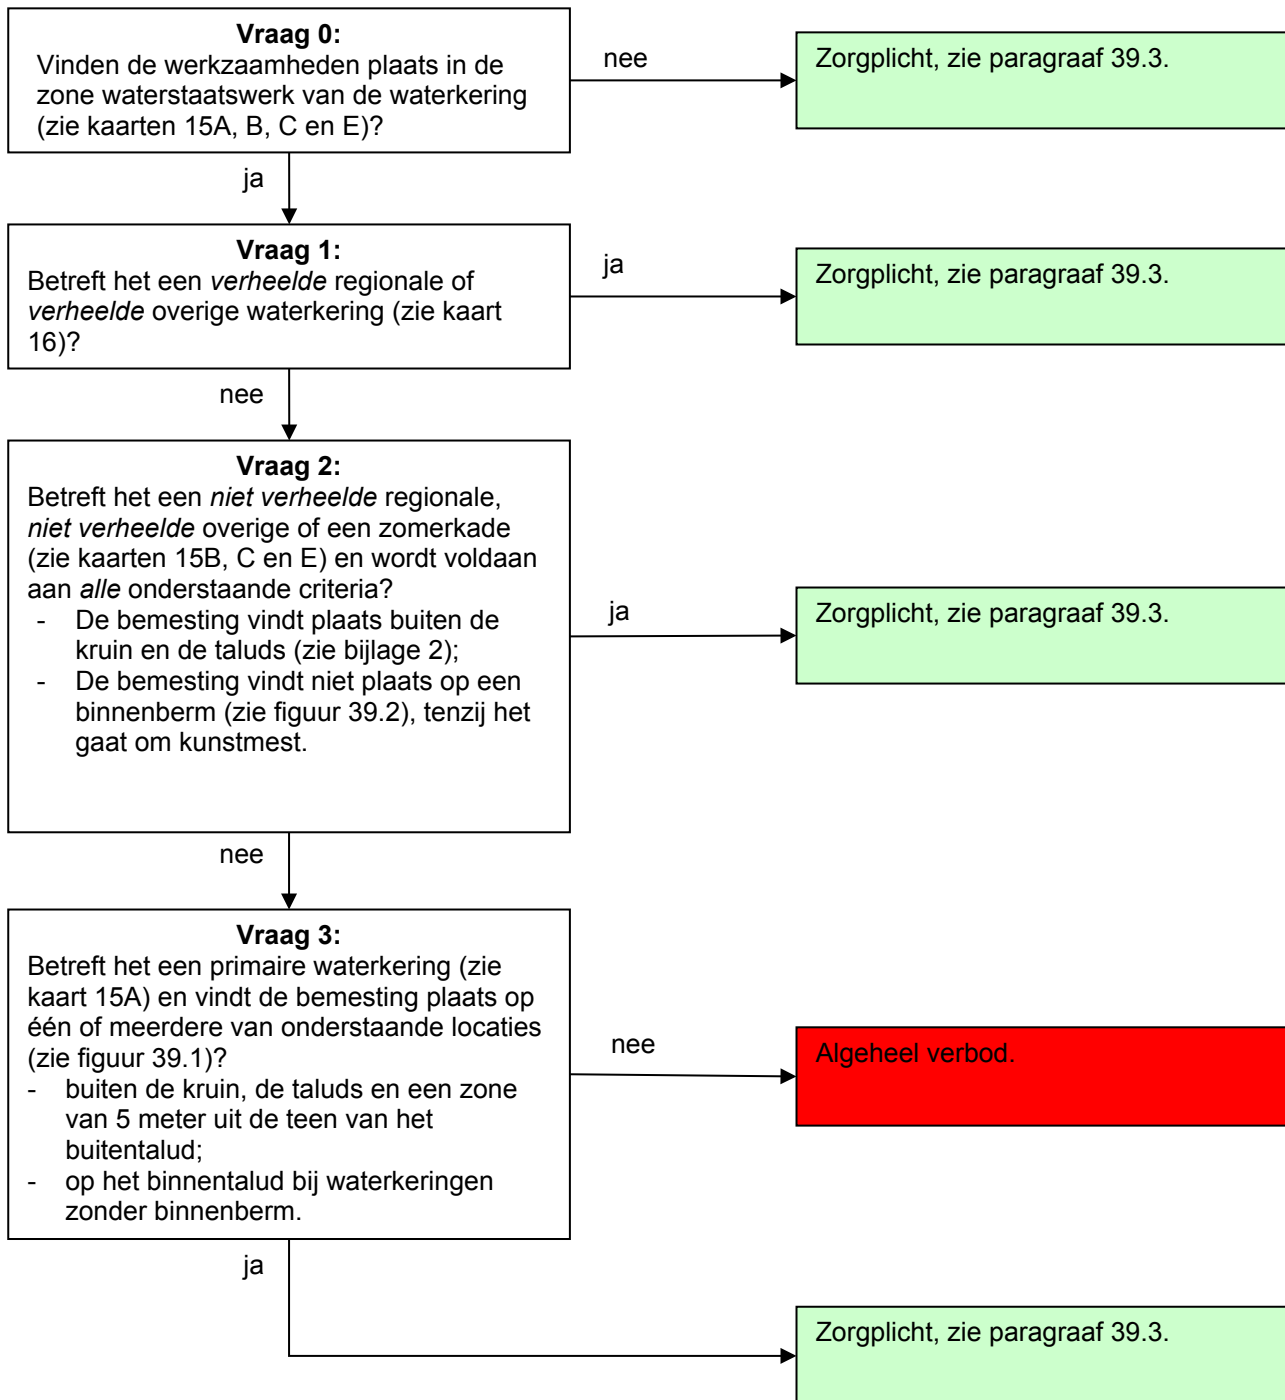 Vraag 0:
Vinden de werkzaamheden plaats in de
zone waterstaatswerk van de waterkering
(zie kaarten 15A, B, C en E)?
nee
Zorgplicht, zie paragraaf 39.3.
ja
Vraag 1:
Betreft het een verheelde regionale of
verheelde overige waterkering (zie kaart
16)?
ja
Zorgplicht, zie paragraaf 39.3.
nee
Vraag 2:
Betreft het een niet verheelde regionale,
niet verheelde overige of een zomerkade
(zie kaarten 15B, C en E) en wordt voldaan
aan alle onderstaande criteria?
- De bemesting vindt plaats buiten de
kruin en de taluds (zie bijlage 2);
- De bemesting vindt niet plaats op een
binnenberm (zie figuur 39.2), tenzij het
gaat om kunstmest.
ja
Zorgplicht, zie paragraaf 39.3.
nee
Vraag 3:
Betreft het een primaire waterkering (zie
kaart 15A) en vindt de bemesting plaats op
één of meerdere van onderstaande locaties
(zie figuur 39.1)?
- buiten de kruin, de taluds en een zone
van 5 meter uit de teen van het
buitentalud;
- op het binnentalud bij waterkeringen
zonder binnenberm.
nee
Algeheel verbod.
ja
Zorgplicht, zie paragraaf 39.3.